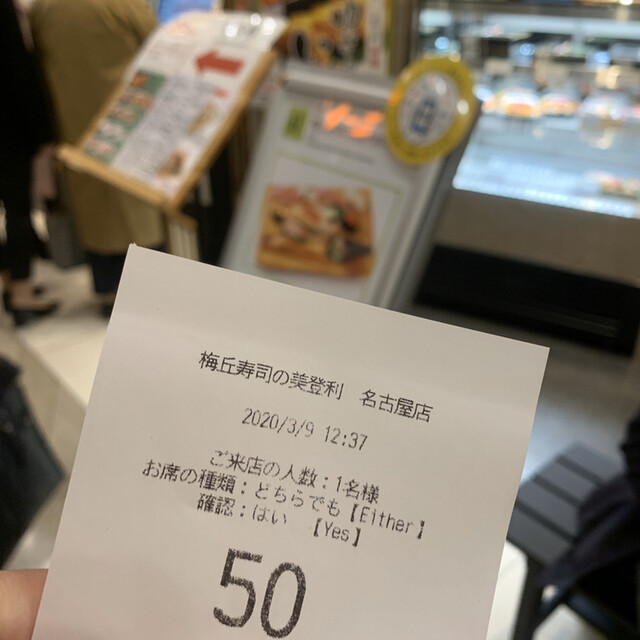 梅丘寿司の美登利　名古屋店
2020/3/9 12:37
ご来店の人数：1名様
お席の種類：どちらでも【Either】
確認：はい　【Yes】
50